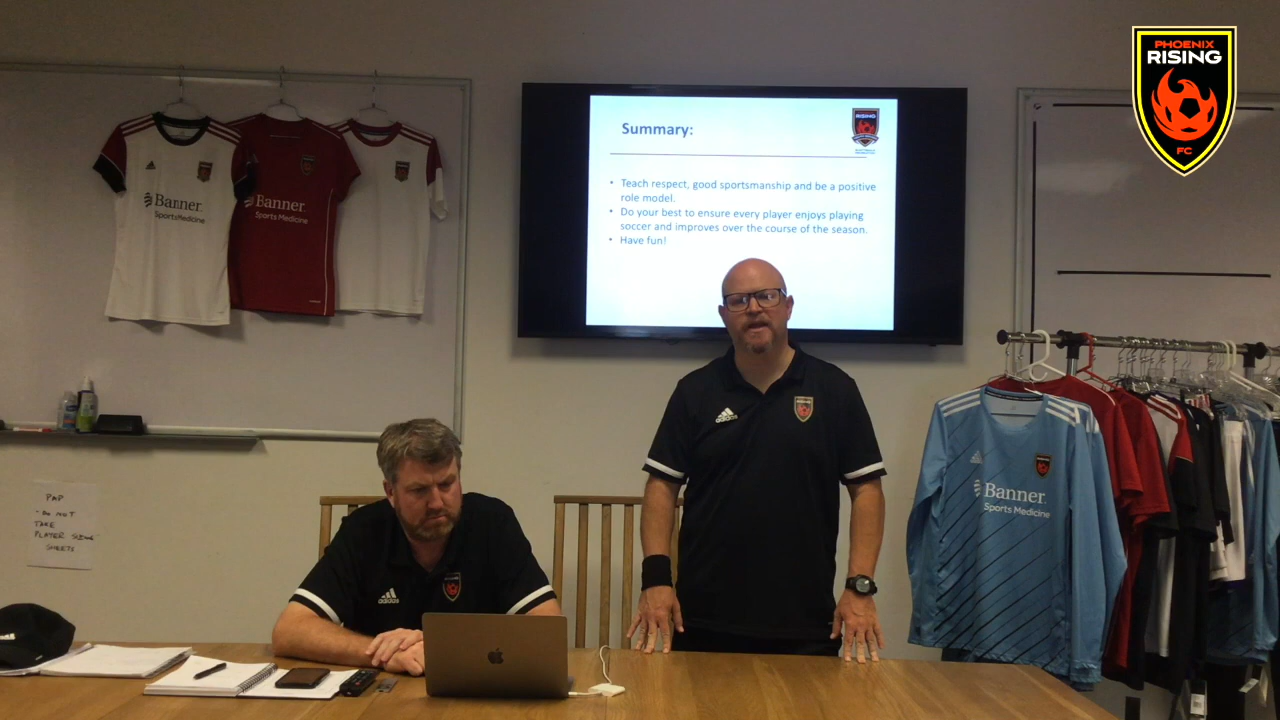 PHOENIX
RISING
FC
Summary:
RISING
• Teach respect, good sportsmanship and be a positive
role model.
• Do your best to ensure every player enjoys playing
soccer and improves over the course of the season.
• Have fun!
Banner
Sports Medicine
Banner
Sports Medicine
adidas
adidas
Banner
Sports Medicine
PAP
- DO NOT
TAKE
PLAYER SIZING
SHEETS